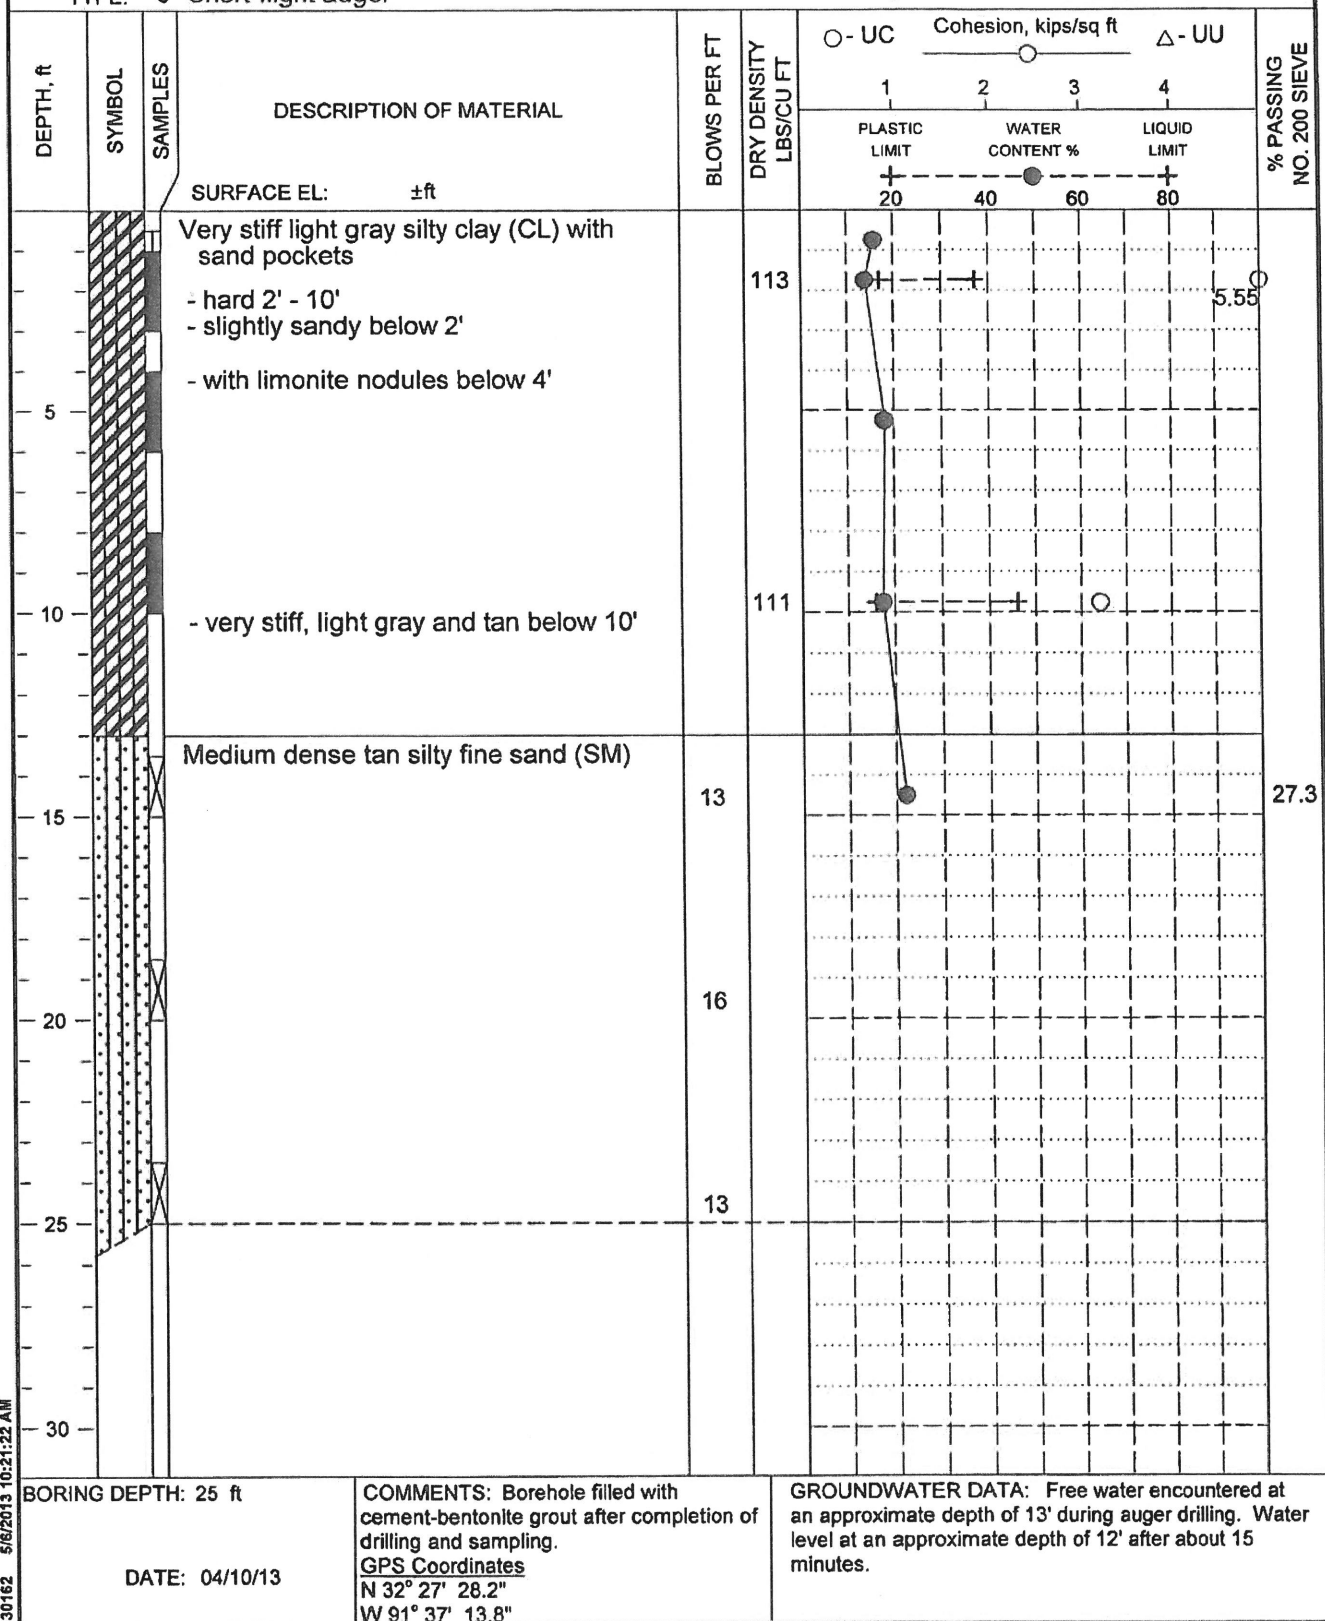 Short-flight auger
DEPTH, ft
SYMBOL
SAMPLES
DESCRIPTION OF MATERIAL
SURFACE EL: ±ft
BLOWS PER FT
DRY DENSITY
LBS/CU FT
O - UC Cohesion, kips/sq ft △ - UU
1 2 3 4
PLASTIC LIMIT
WATER CONTENT %
LIQUID LIMIT
20 40 60 80
% PASSING
NO. 200 SIEVE
Very stiff light gray silty clay (CL) with
sand pockets
113
5.55
- hard 2' - 10'
- slightly sandy below 2'
- with limonite nodules below 4'
5
111
10
- very stiff, light gray and tan below 10'
Medium dense tan silty fine sand (SM)
13
27.3
15
16
20
13
25
30
30162 5/6/2013 10:21:22 AM
BORING DEPTH: 25 ft
DATE: 04/10/13
COMMENTS: Borehole filled with
cement-bentonite grout after completion of
drilling and sampling.
GPS Coordinates
N 32° 27' 28.2"
W 91° 37' 13.8"
GROUNDWATER DATA: Free water encountered at
an approximate depth of 13' during auger drilling. Water
level at an approximate depth of 12' after about 15
minutes.